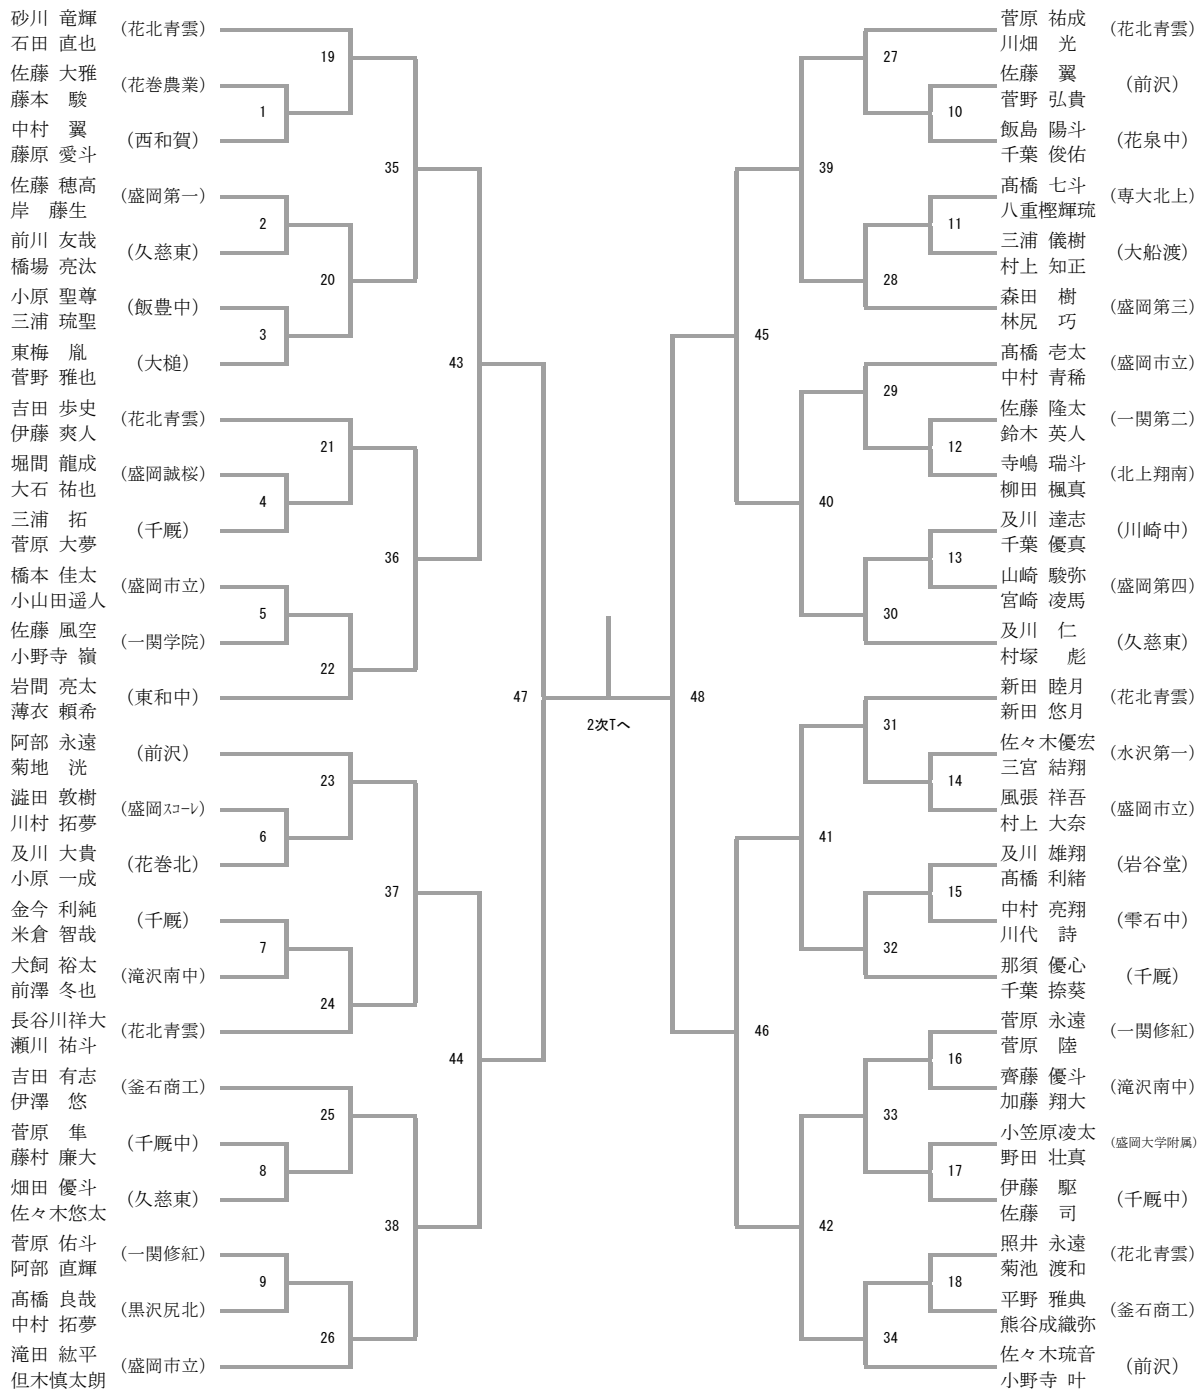 砂川 竜輝
石田 直也
(花北青雲)
佐藤 大雅
藤本 駿
(花巻農業)
中村 翼
藤原 愛斗
(西和賀)
佐藤 穂高
岸 藤生
(盛岡第一)
前川 友哉
橋場 亮汰
(久慈東)
小原 聖尊
三浦 琉聖
(飯豊中)
東梅 胤
菅野 雅也
(大槌)
吉田 歩史
伊藤 爽人
(花北青雲)
堀間 龍成
大石 祐也
(盛岡誠桜)
三浦 拓
菅原 大夢
(千厩)
橋本 佳太
小山田遥人
(盛岡市立)
佐藤 風空
小野寺 嶺
(一関学院)
岩間 亮太
薄衣 頼希
(東和中)
阿部 永遠
菊地 洸
(前沢)
澁田 敦樹
川村 拓夢
(盛岡スコーレ)
及川 大貴
小原 一成
(花巻北)
金今 利純
米倉 智哉
(千厩)
犬飼 裕太
前澤 冬也
(滝沢南中)
長谷川祥大
瀬川 祐斗
(花北青雲)
吉田 有志
伊澤 悠
(釜石商工)
菅原 隼
藤村 廉大
(千厩中)
畑田 優斗
佐々木悠太
(久慈東)
菅原 佑斗
阿部 直輝
(一関修紅)
髙橋 良哉
中村 拓夢
(黒沢尻北)
滝田 紘平
但木慎太朗
(盛岡市立)
1
2
3
4
5
6
7
8
9
19
20
21
22
23
24
25
26
35
36
37
38
43
44
47
2次Tへ
48
45
46
39
40
41
42
27
28
29
30
31
32
33
34
10
11
12
13
14
15
16
17
18
菅原 祐成
川畑 光
(花北青雲)
佐藤 翼
菅野 弘貴
(前沢)
飯島 陽斗
千葉 俊佑
(花泉中)
髙橋 七斗
八重樫輝琉
(専大北上)
三浦 儀樹
村上 知正
(大船渡)
森田 樹
林尻 巧
(盛岡第三)
髙橋 壱太
中村 青稀
(盛岡市立)
佐藤 隆太
鈴木 英人
(一関第二)
寺嶋 瑞斗
柳田 楓真
(北上翔南)
及川 達志
千葉 優真
(川崎中)
山崎 駿弥
宮崎 凌馬
(盛岡第四)
及川 仁
村塚 彪
(久慈東)
新田 睦月
新田 悠月
(花北青雲)
佐々木優宏
三宮 結翔
(水沢第一)
風張 祥吾
村上 大奈
(盛岡市立)
及川 雄翔
髙橋 利緒
(岩谷堂)
中村 亮翔
川代 詩
(雫石中)
那須 優心
千葉 捺葵
(千厩)
菅原 永遠
菅原 陸
(一関修紅)
齊藤 優斗
加藤 翔大
(滝沢南中)
小笠原凌太
野田 壮真
(盛岡大学附属)
伊藤 駆
佐藤 司
(千厩中)
照井 永遠
菊池 渡和
(花北青雲)
平野 雅典
熊谷成織弥
(釜石商工)
佐々木琉音
小野寺 叶
(前沢)